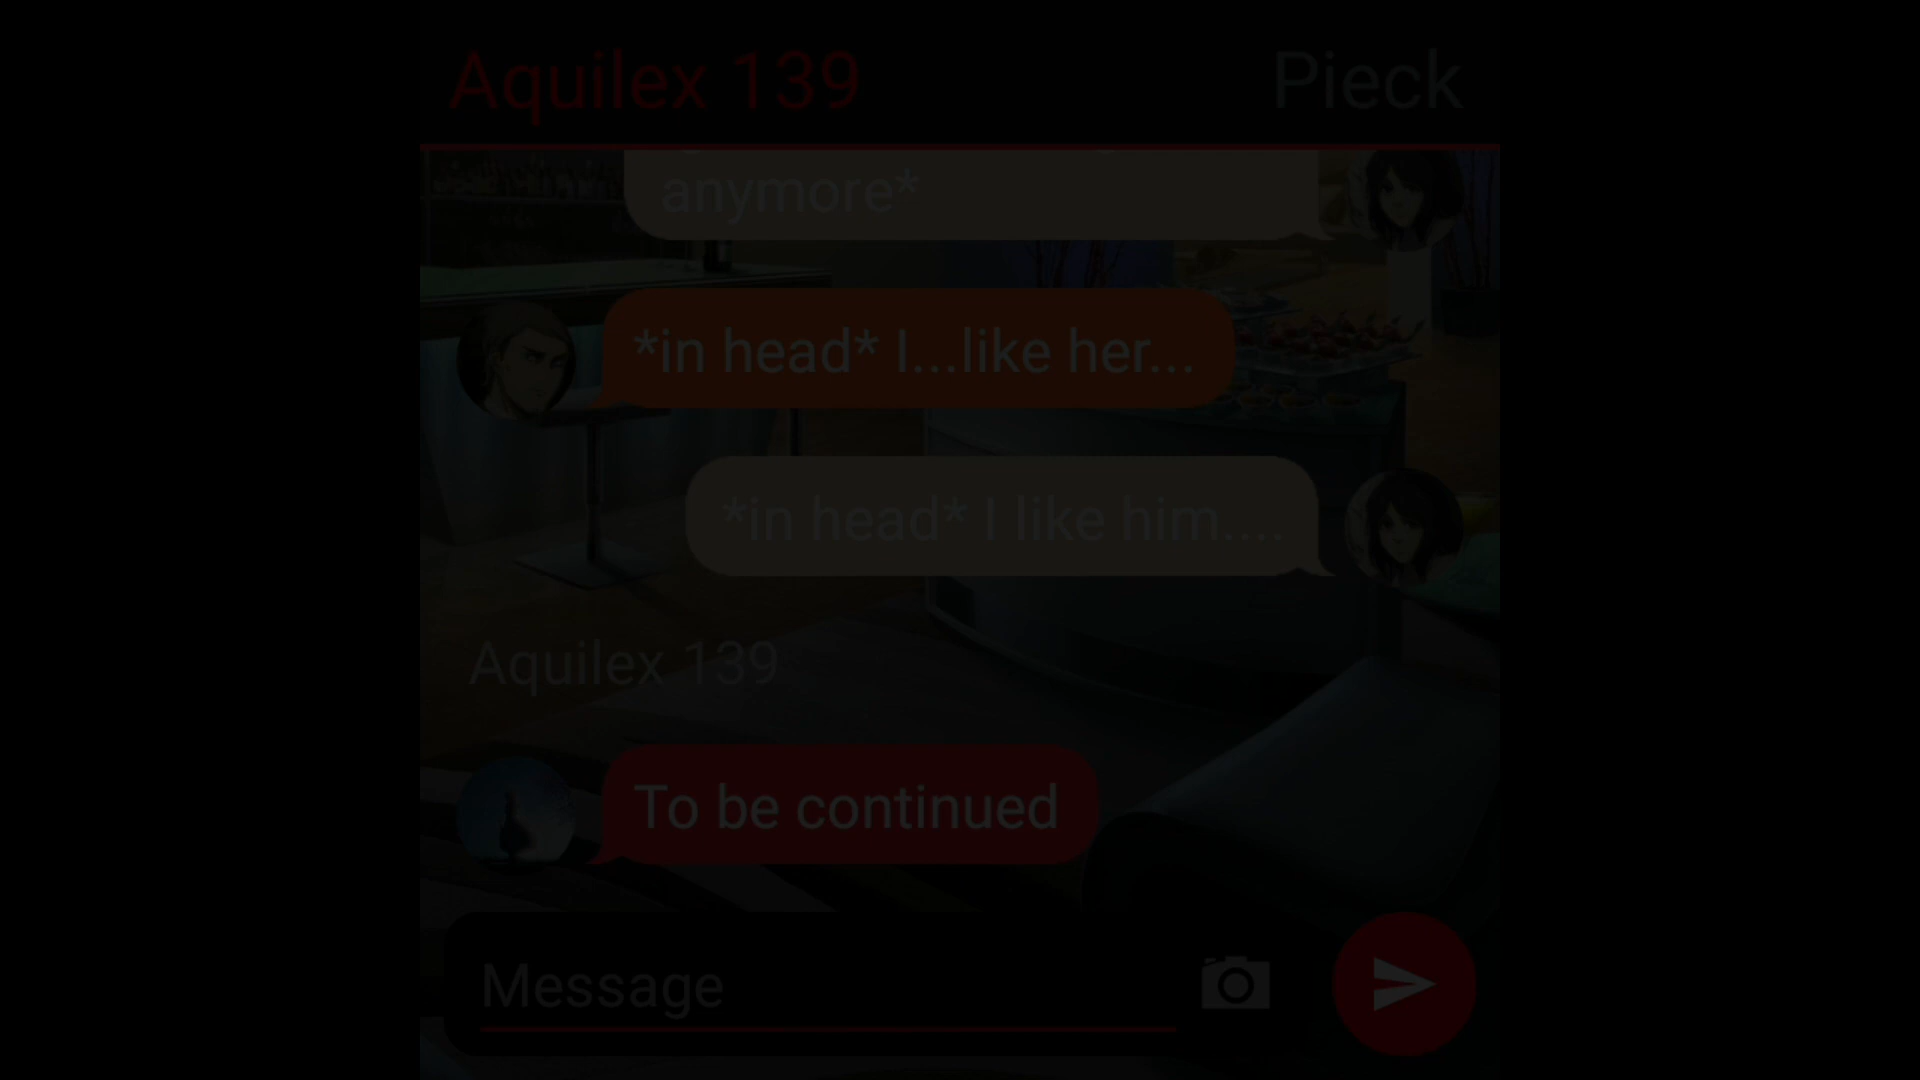 Aquilex 139
Pieck
anymore*
*in head* I...like her...
*in head* I like him....
Aquilex 139
To be continued
Message